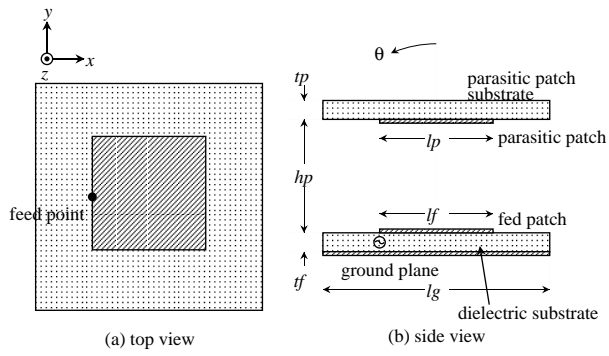 y
x
z
feed point
(a) top view
θ
tp
parasitic patch
substrate
lp
parasitic patch
hp
lf
fed patch
ground plane
tf
lg
dielectric substrate
(b) side view